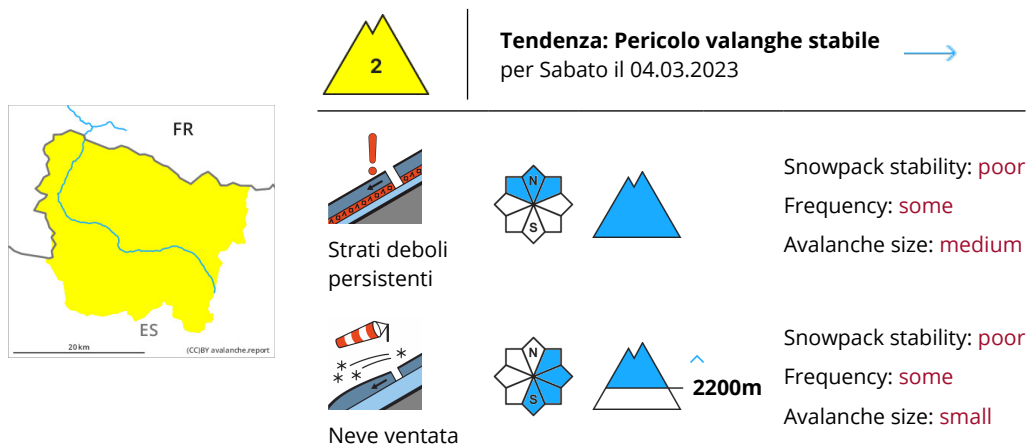 2
Tendenza: Pericolo valanghe stabile
per Sabato il 04.03.2023
FR
ES
20 km
(CC)BY avalanche.report
N
S
Strati deboli
persistenti
Snowpack stability: poor
Frequency: some
Avalanche size: medium
N
S
2200m
Neve ventata
Snowpack stability: poor
Frequency: some
Avalanche size: small